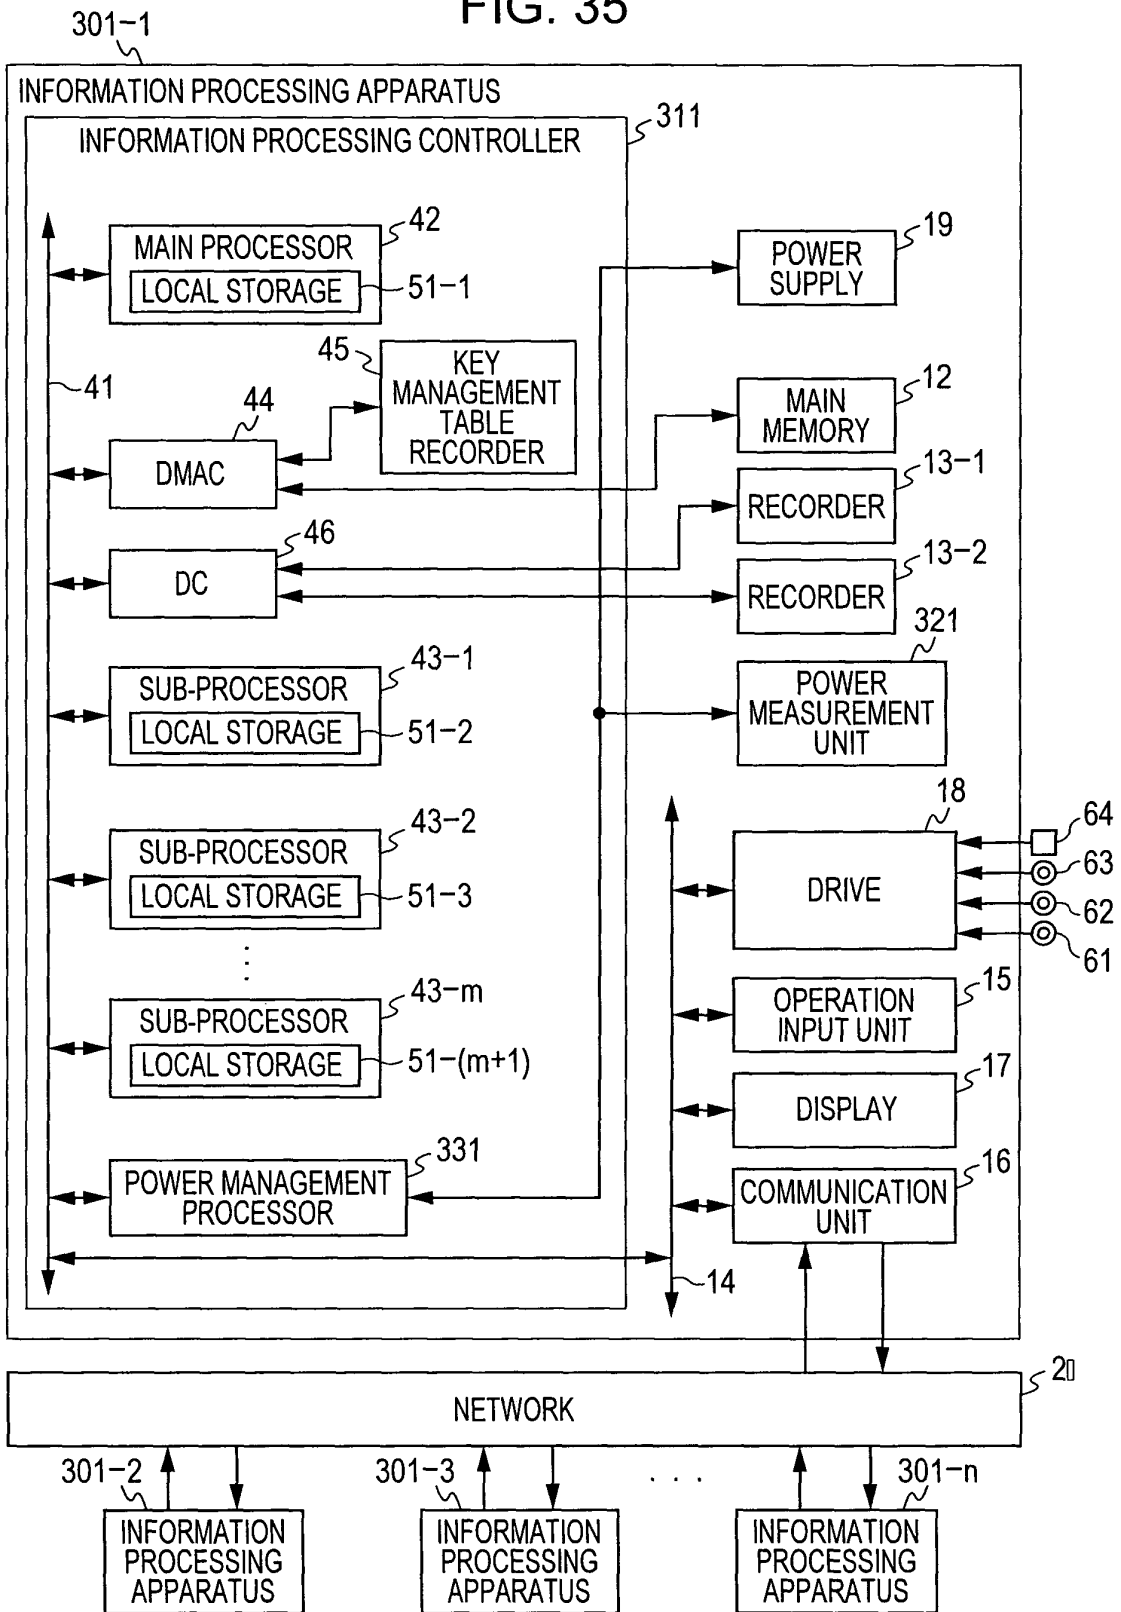 FIG. 35
301-1
INFORMATION PROCESSING APPARATUS
311
INFORMATION PROCESSING CONTROLLER
42
MAIN PROCESSOR
LOCAL STORAGE
51-1
19
POWER
SUPPLY
41
45
KEY
MANAGEMENT
TABLE
RECORDER
44
DMAC
12
MAIN
MEMORY
13-1
RECORDER
46
DC
13-2
RECORDER
321
POWER
MEASUREMENT
UNIT
43-1
SUB-PROCESSOR
LOCAL STORAGE
51-2
43-2
SUB-PROCESSOR
LOCAL STORAGE
51-3
18
DRIVE
64
63
62
61
43-m
SUB-PROCESSOR
LOCAL STORAGE
51-(m+1)
15
OPERATION
INPUT UNIT
17
DISPLAY
331
POWER MANAGEMENT
PROCESSOR
16
COMMUNICATION
UNIT
14
NETWORK
301-2
INFORMATION
PROCESSING
APPARATUS
301-3
INFORMATION
PROCESSING
APPARATUS
. . .
301-n
INFORMATION
PROCESSING
APPARATUS